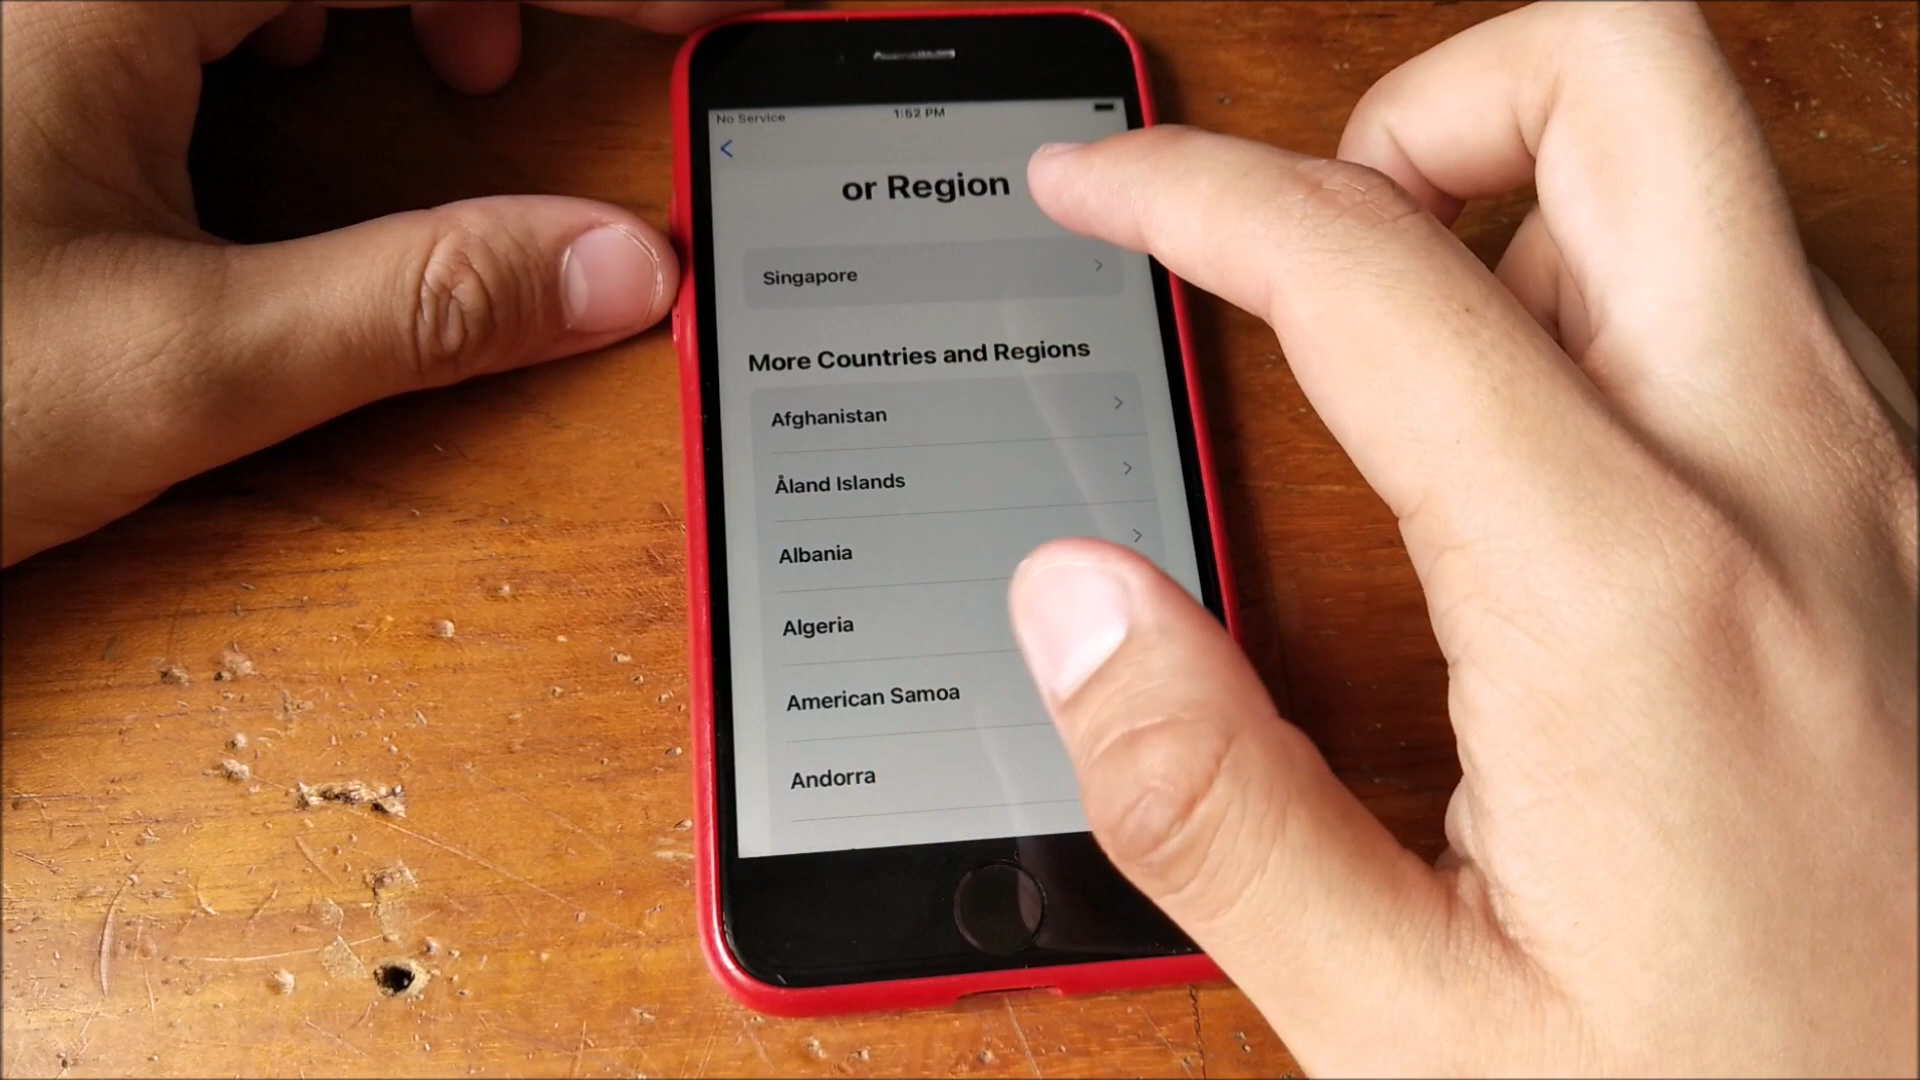 No Service
1:52 PM
<
or Region
Singapore
More Countries and Regions
Afghanistan
Åland Islands
Albania
Algeria
American Samoa
Andorra